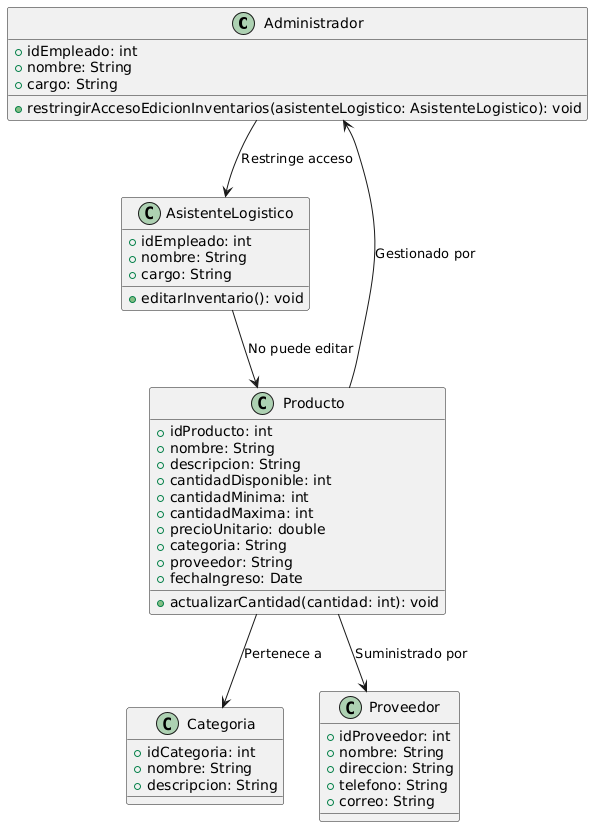 C Administrador
idEmpleado: int
nombre: String
cargo: String
restringirAccesoEdicionInventarios(asistenteLogistico: AsistenteLogistico): void
Restringe acceso
C AsistenteLogistico
idEmpleado: int
nombre: String
cargo: String
editarInventario(): void
Gestionado por
No puede editar
C Producto
idProducto: int
nombre: String
descripcion: String
cantidadDisponible: int
cantidadMinima: int
cantidadMaxima: int
precioUnitario: double
categoria: String
proveedor: String
fechaIngreso: Date
actualizarCantidad(cantidad: int): void
Pertenece a
Suministrado por
C Categoria
idCategoria: int
nombre: String
descripcion: String
C Proveedor
idProveedor: int
nombre: String
direccion: String
telefono: String
correo: String